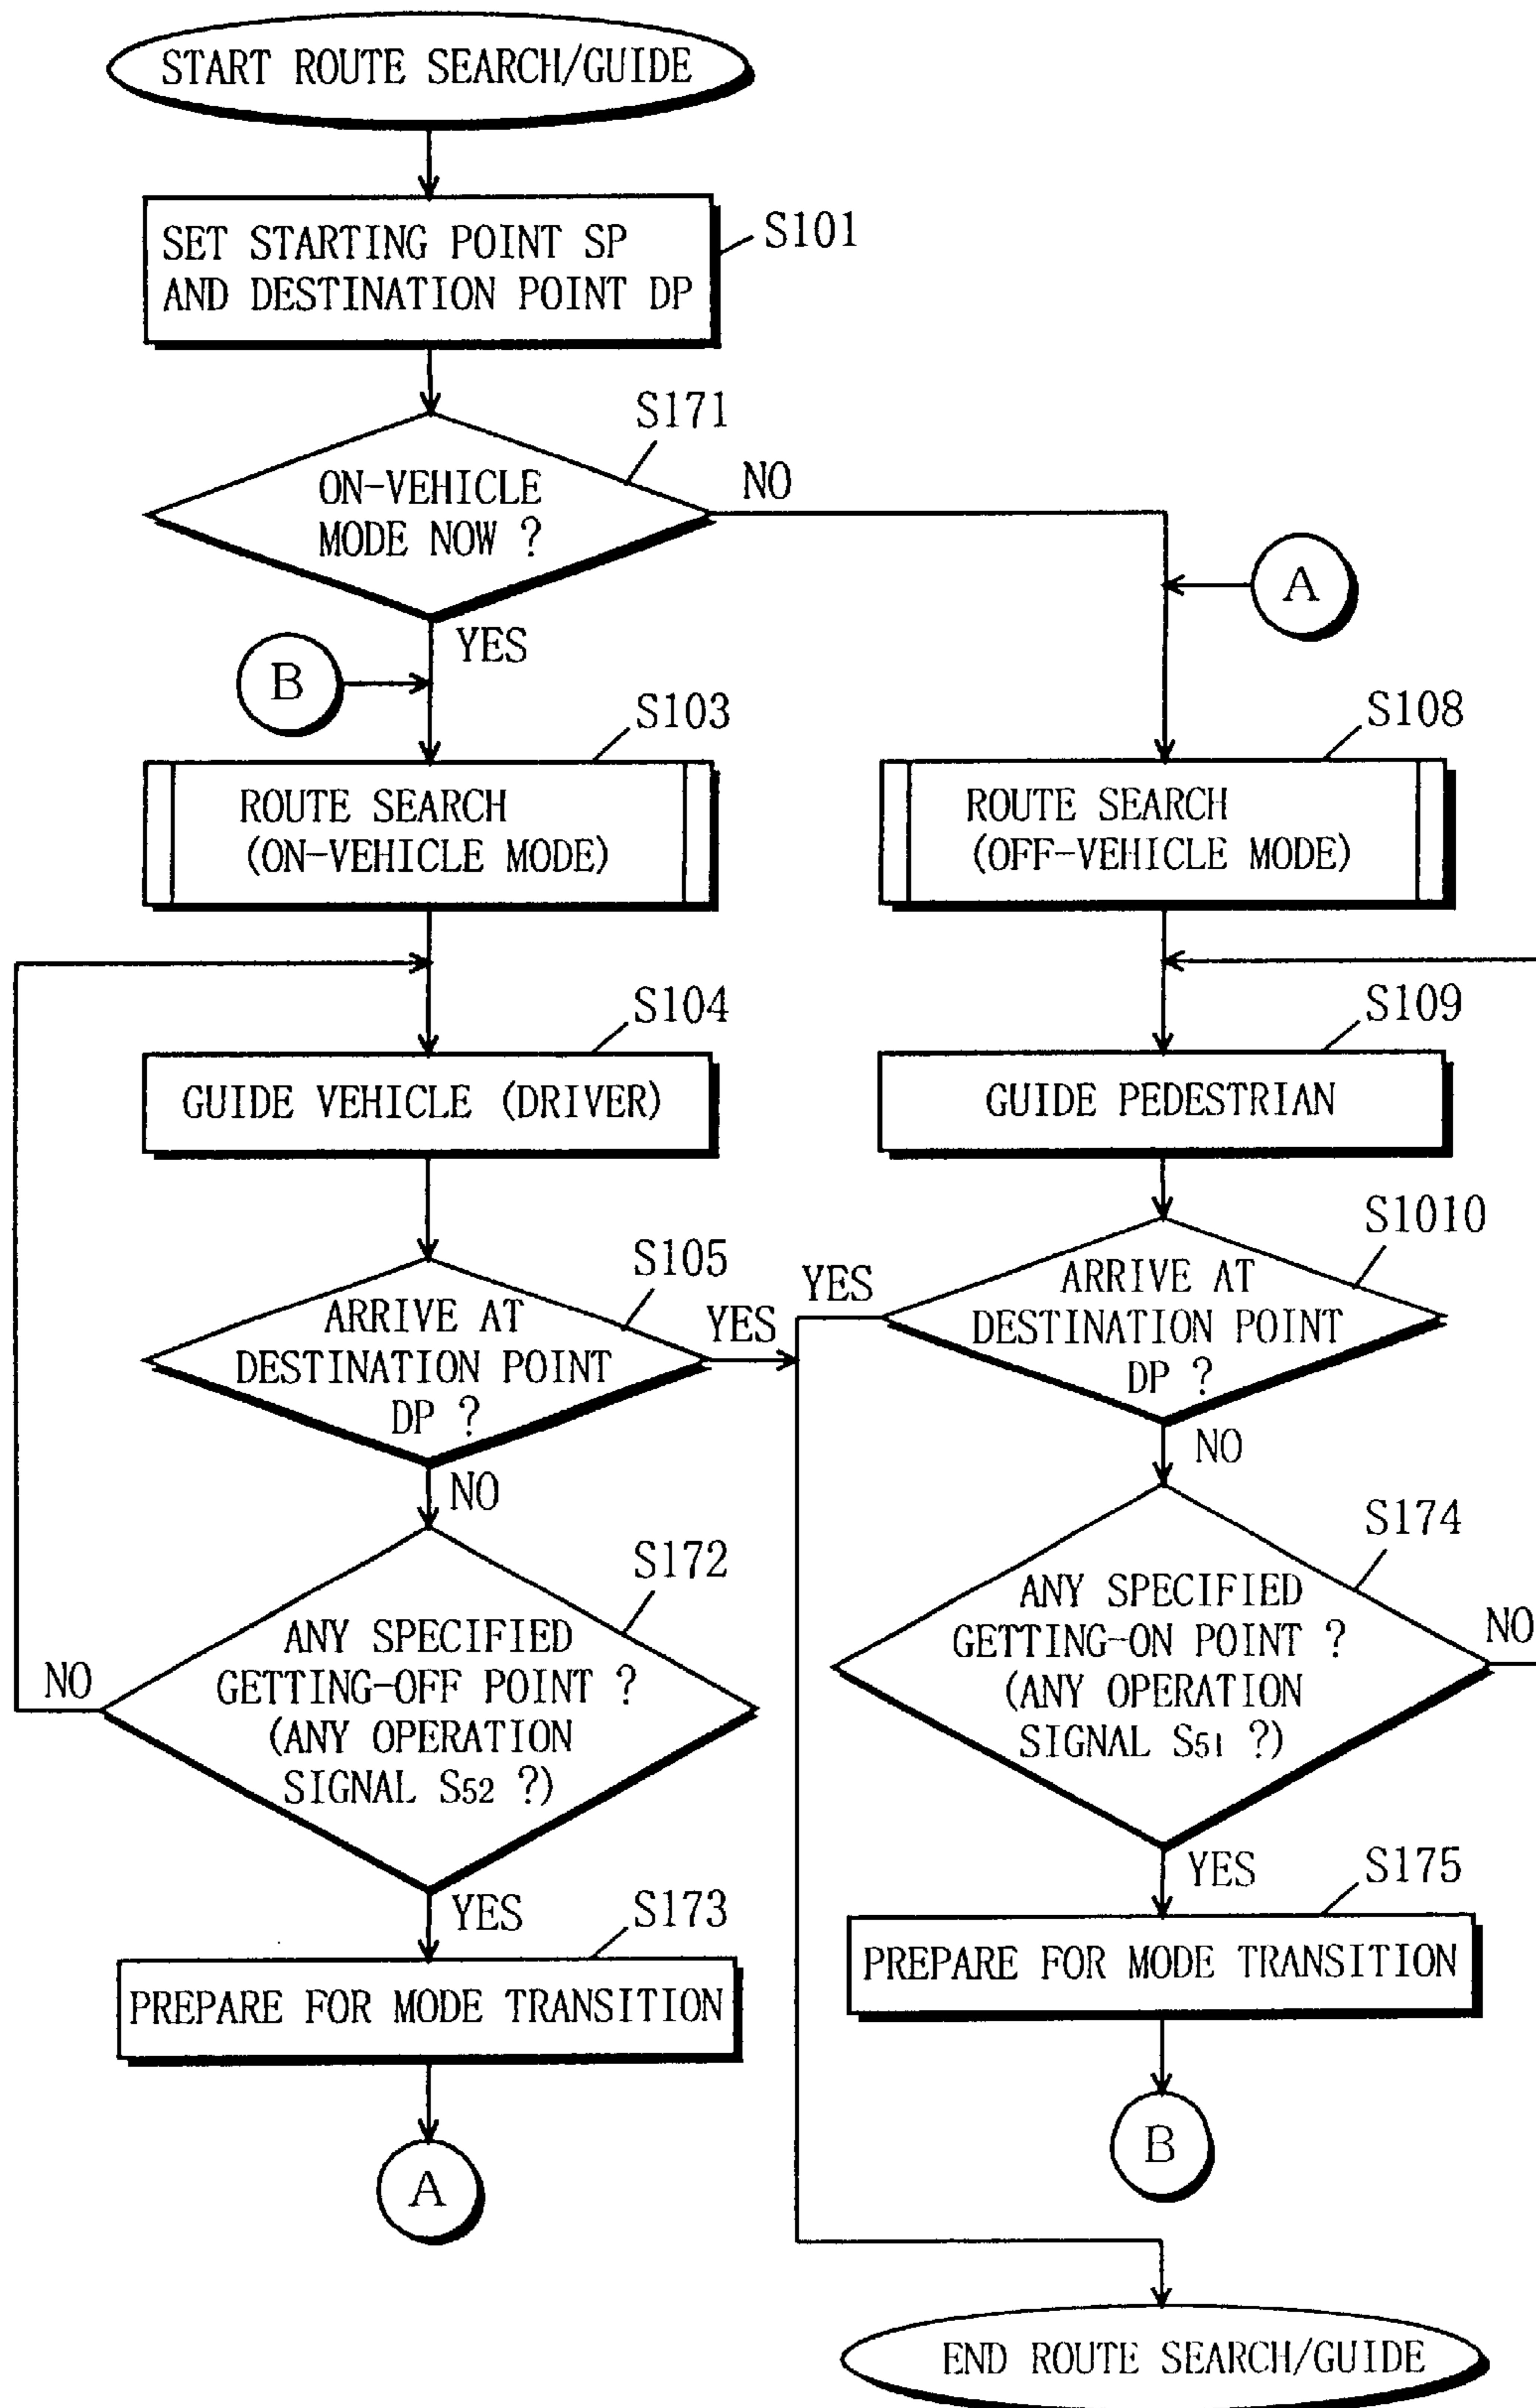 START ROUTE SEARCH/GUIDE
SET STARTING POINT SP
AND DESTINATION POINT DP
S101
S171
ON-VEHICLE
MODE NOW ?
NO
YES
A
B
S103
ROUTE SEARCH
(ON-VEHICLE MODE)
S108
ROUTE SEARCH
(OFF-VEHICLE MODE)
S104
GUIDE VEHICLE (DRIVER)
S109
GUIDE PEDESTRIAN
S105
ARRIVE AT
DESTINATION POINT
DP ?
YES
NO
S1010
ARRIVE AT
DESTINATION POINT
DP ?
YES
NO
S172
ANY SPECIFIED
GETTING-OFF POINT ?
(ANY OPERATION
SIGNAL S52 ?)
NO
YES
S174
ANY SPECIFIED
GETTING-ON POINT ?
(ANY OPERATION
SIGNAL S51 ?)
NO
YES
S173
PREPARE FOR MODE TRANSITION
S175
PREPARE FOR MODE TRANSITION
A
B
END ROUTE SEARCH/GUIDE